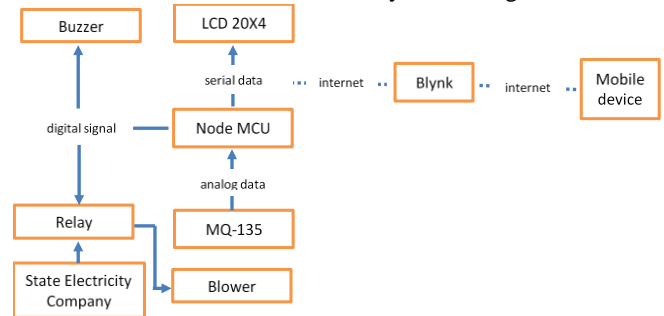 Buzzer
LCD 20X4
serial data
internet
Blynk
internet
Mobile
device
digital signal
Node MCU
analog data
Relay
MQ-135
State Electricity
Company
Blower